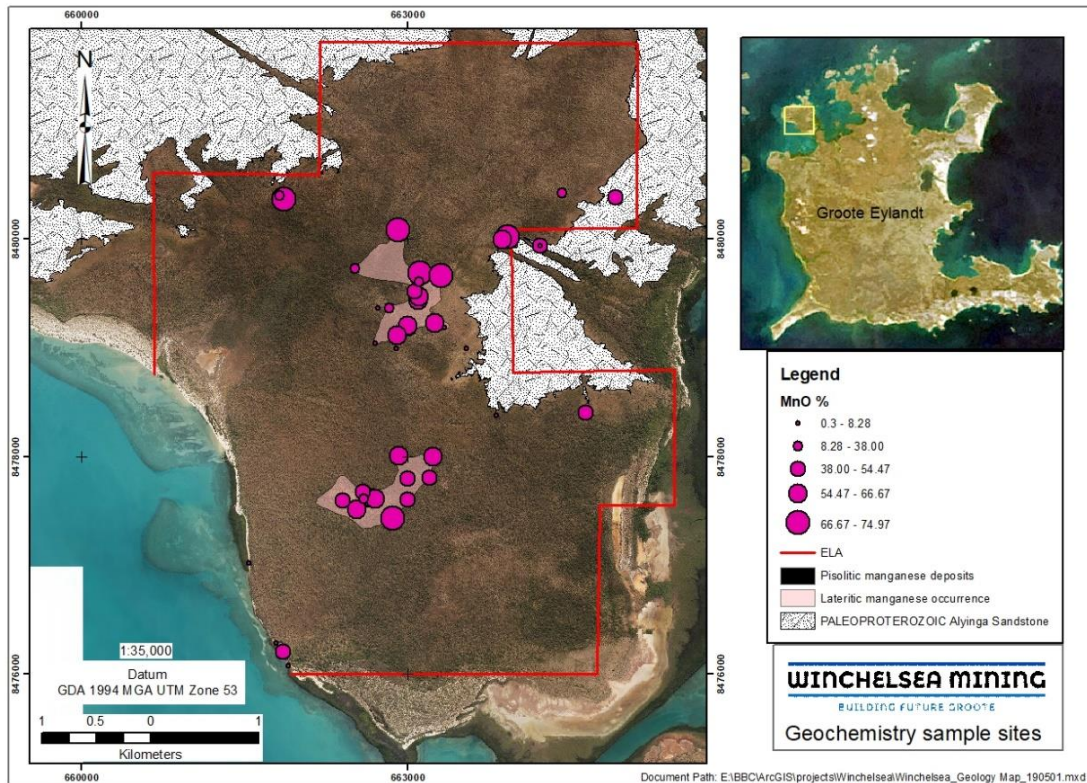 660000
663000
N
8480000
8480000
8478000
8478000
8476000
8476000
Groote Eylandt
Legend
MnO %
0.3 - 8.28
8.28 - 38.00
38.00 - 54.47
54.47 - 66.67
66.67 - 74.97
ELA
Pisolitic manganese deposits
Lateritic manganese occurrence
PALEOPROTEROZOIC Alyinga Sandstone
1:35,000
Datum
GDA 1994 MGA UTM Zone 53
1 0.5 0 1
Kilometers
WINCHELSEA MINING
BUILDING FUTURE GROOTE
Geochemistry sample sites
660000
663000
Document Path: E:\BBC\ArcGIS\projects\Winchelsea\Winchelsea_Geology Map_190501.mxd